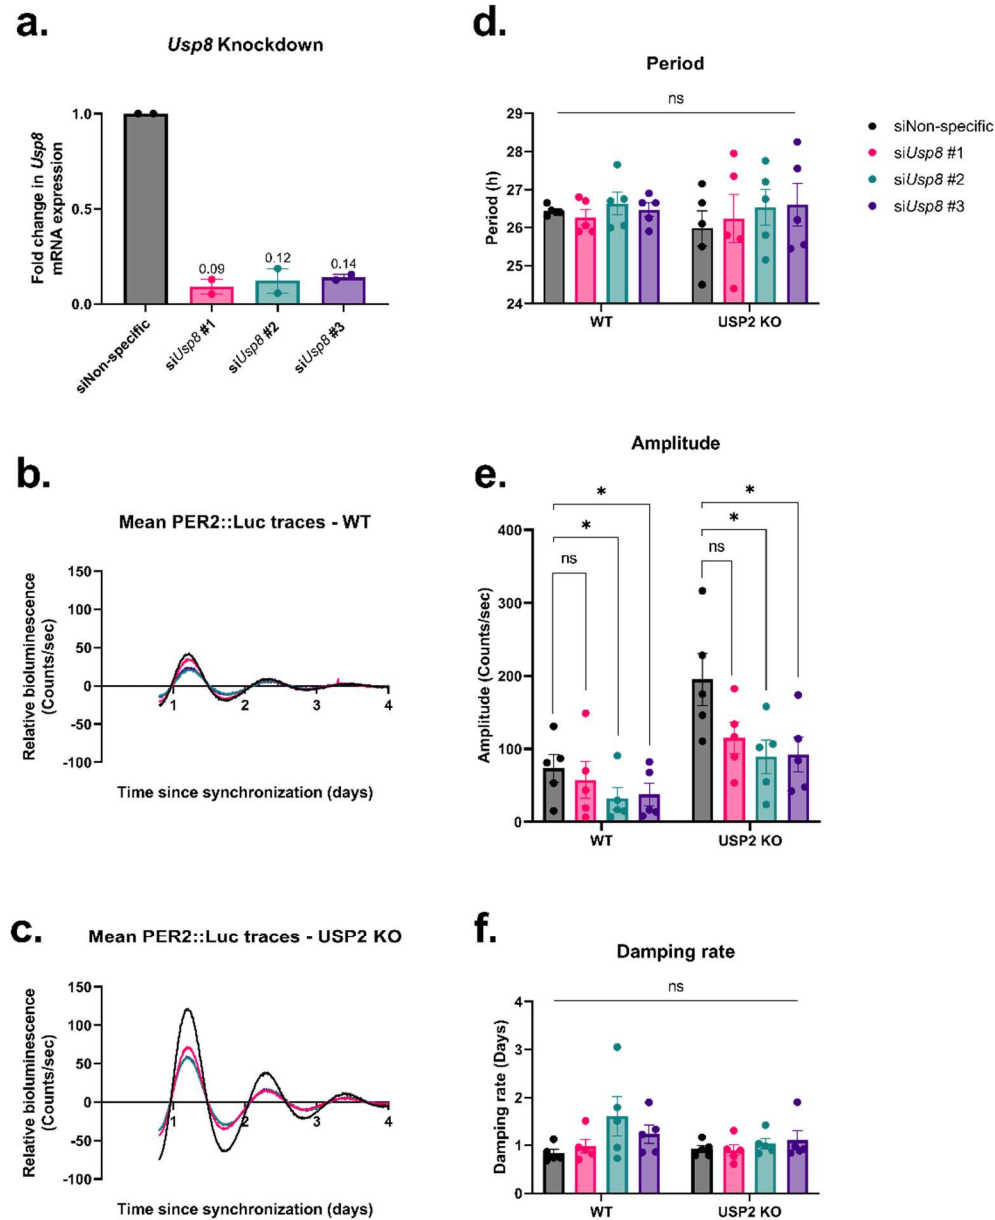 a.
Usp8 Knockdown
Fold change in Usp8
mRNA expression
1.0
0.5
0.0
0.09
0.12
0.14
siNon-specific
siUsp8 #1
siUsp8 #2
siUsp8 #3
b.
Mean PER2::Luc traces - WT
Relative bioluminescence
(Counts/sec)
150
100
50
0
-50
-100
1
2
3
4
Time since synchronization (days)
c.
Mean PER2::Luc traces - USP2 KO
Relative bioluminescence
(Counts/sec)
150
100
50
0
-50
-100
1
2
3
4
Time since synchronization (days)
d.
Period
ns
Period (h)
29
28
27
26
25
24
WT
USP2 KO
siNon-specific
siUsp8 #1
siUsp8 #2
siUsp8 #3
e.
Amplitude
Amplitude (Counts/sec)
400
300
200
100
0
*
*
ns
*
*
ns
WT
USP2 KO
f.
Damping rate
ns
Damping rate (Days)
4
3
2
1
0
WT
USP2 KO